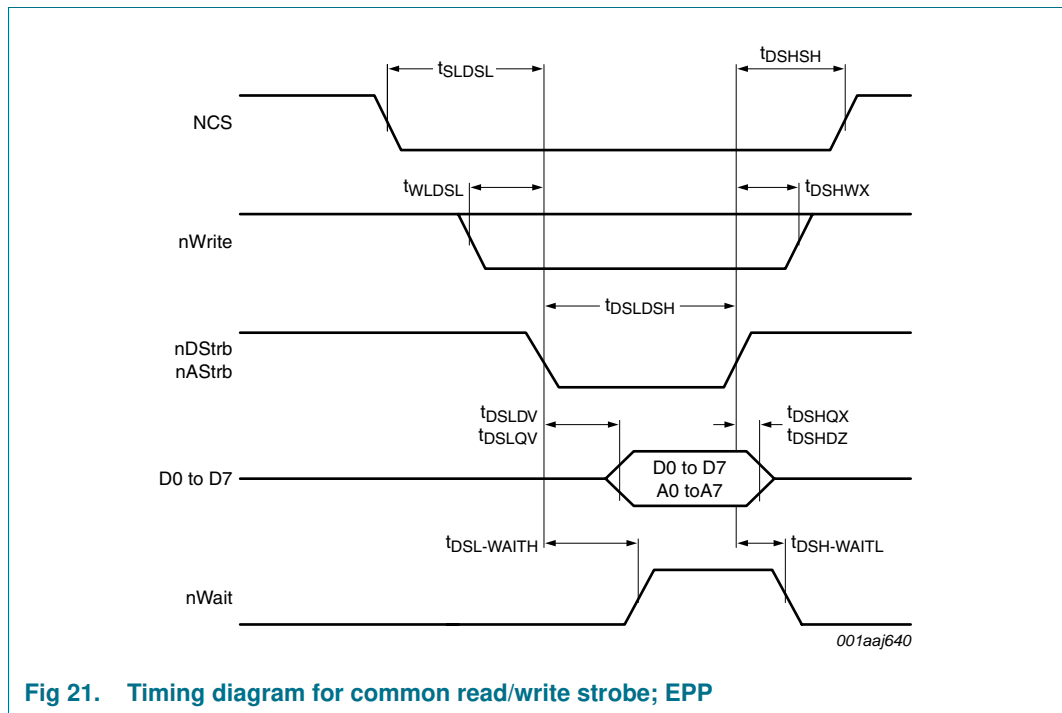 tSLDSL
tDSHSH
NCS
tWLDSL
tDSHWX
nWrite
tDSLDSH
nDStrb
nAStrb
tDSLDV
tDSLQV
tDSHQX
tDSHDZ
D0 to D7
D0 to D7
A0 toA7
tDSL-WAITH
tDSH-WAITL
nWait
001aaj640
Fig 21. Timing diagram for common read/write strobe; EPP